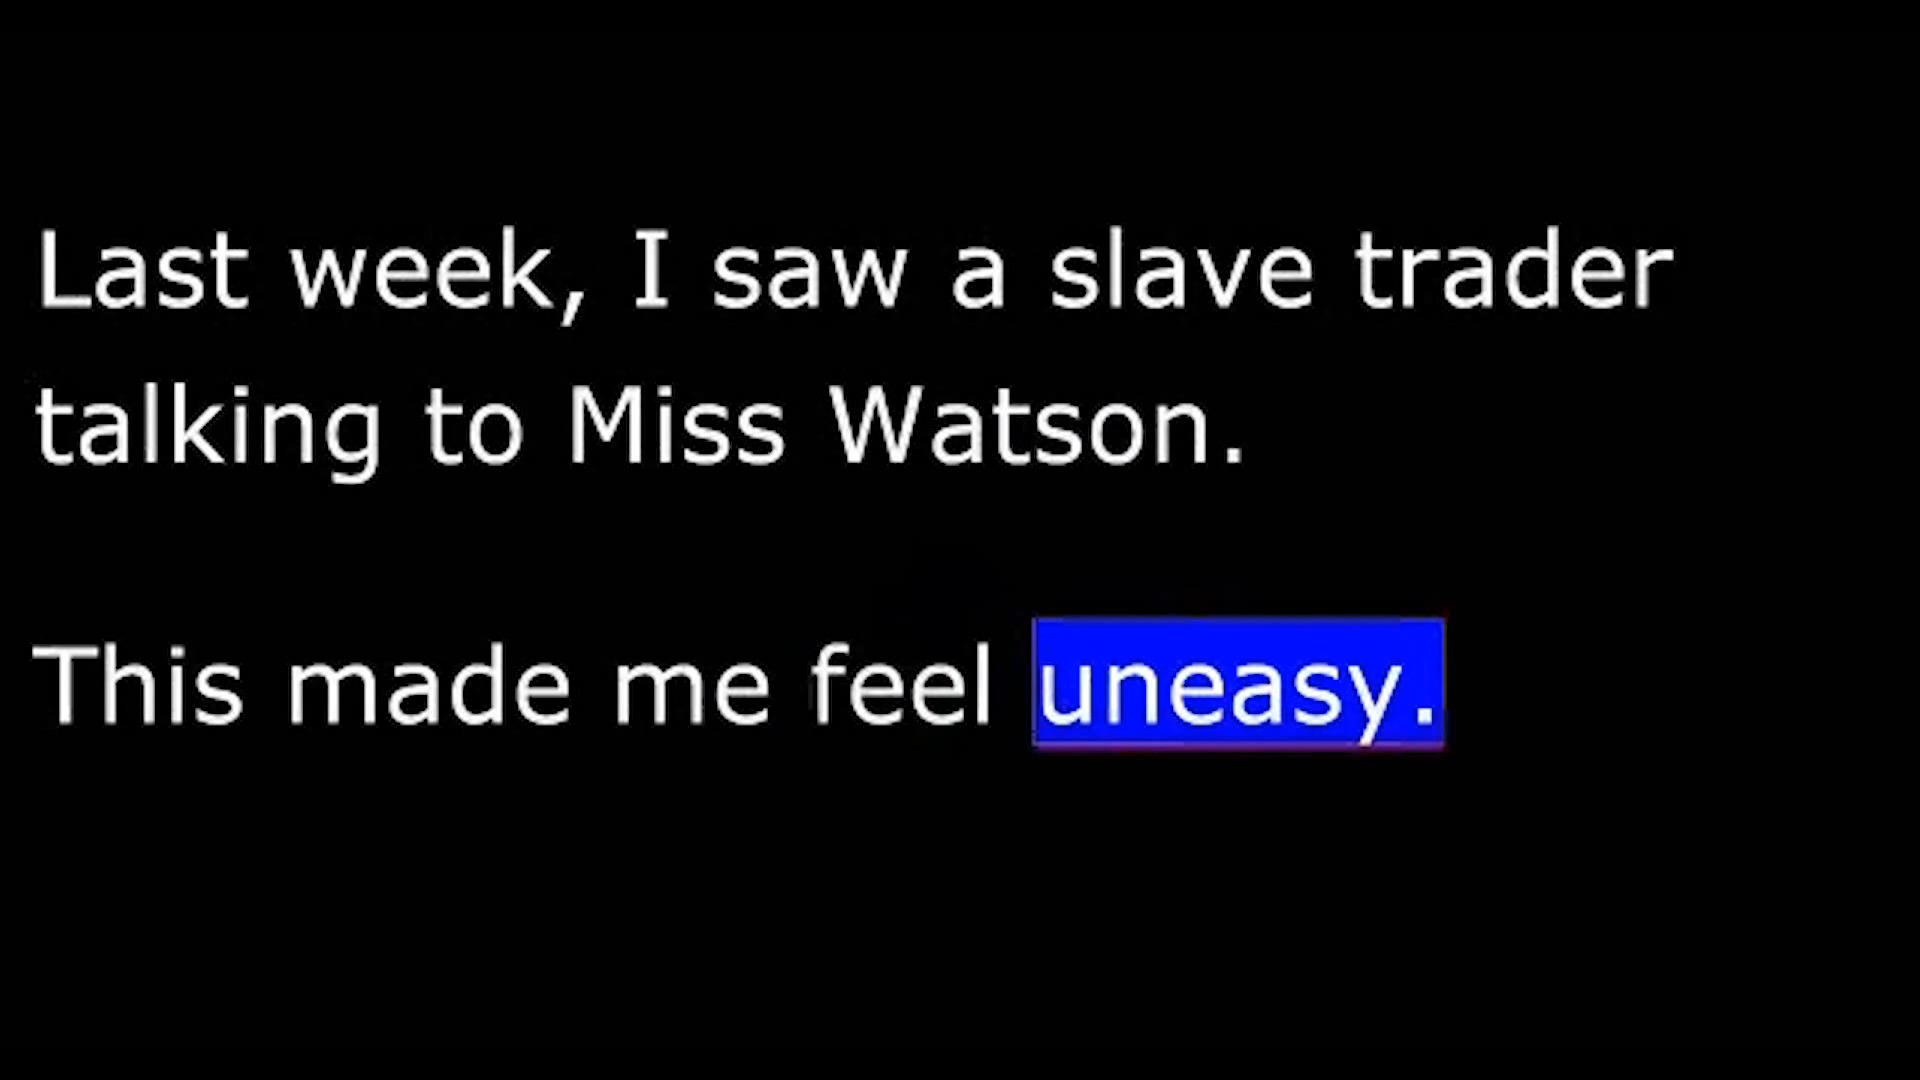 Last week, I saw a slave trader
talking to Miss Watson.
This made me feel uneasy.